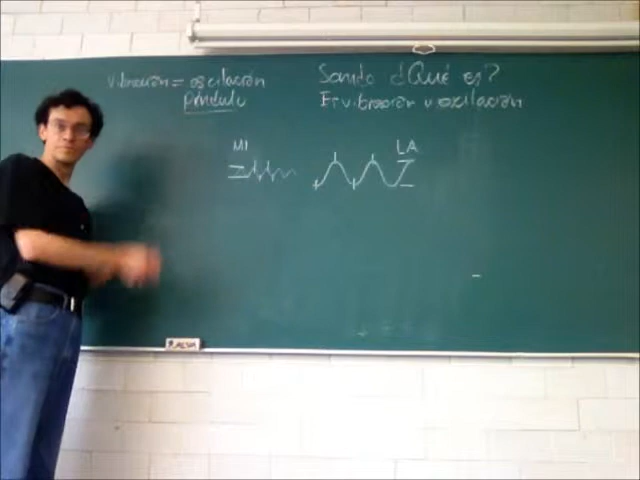 vibración = oscilación
péndulo
Sonido ¿Qué es?
Es vibración u oscilación
MI
LA